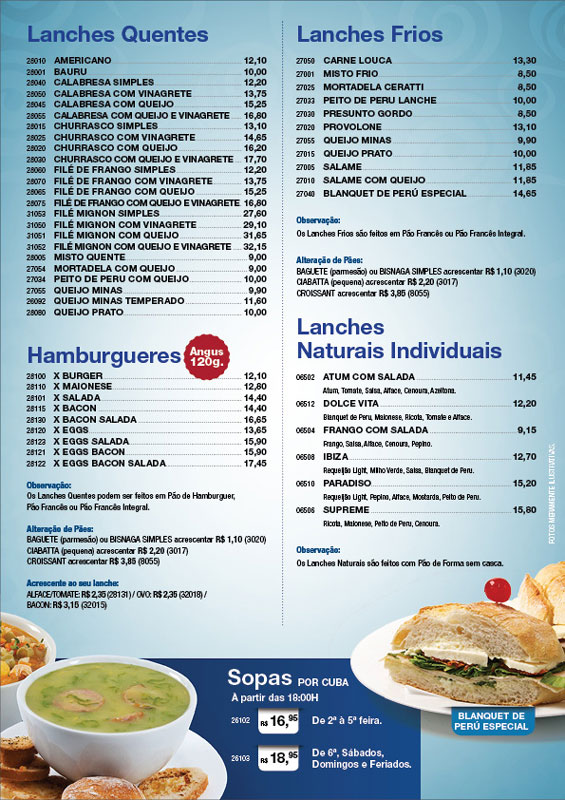 Lanches Quentes
28010 AMERICANO 12,10
28001 BAURU 10,00
28040 CALABRESA SIMPLES 12,20
28050 CALABRESA COM VINAGRETE 13,75
28045 CALABRESA COM QUEIJO 15,25
28055 CALABRESA COM QUEIJO E VINAGRETE 16,80
28015 CHURRASCO SIMPLES 13,10
28025 CHURRASCO COM VINAGRETE 14,65
28020 CHURRASCO COM QUEIJO 16,20
28030 CHURRASCO COM QUEIJO E VINAGRETE 17,70
28060 FILÉ DE FRANGO SIMPLES 12,20
28070 FILÉ DE FRANGO COM VINAGRETE 13,75
28065 FILÉ DE FRANGO COM QUEIJO 15,25
28075 FILÉ DE FRANGO COM QUEIJO E VINAGRETE 16,80
31053 FILÉ MIGNON SIMPLES 27,60
31050 FILÉ MIGNON COM VINAGRETE 29,10
31051 FILÉ MIGNON COM QUEIJO 31,65
31052 FILÉ MIGNON COM QUEIJO E VINAGRETE 32,15
28005 MISTO QUENTE 9,00
27054 MORTADELA COM QUEIJO 9,00
27034 PEITO DE PERU COM QUEIJO 10,00
27055 QUEIJO MINAS 9,90
26092 QUEIJO MINAS TEMPERADO 11,60
28080 QUEIJO PRATO 10,00
Hamburgueres
Angus
120g.
28100 X BURGER 12,10
28110 X MAIONESE 12,80
28101 X SALADA 14,40
28115 X BACON 14,40
28130 X BACON SALADA 16,65
28120 X EGGS 13,65
28123 X EGGS SALADA 15,90
28121 X EGGS BACON 15,90
28122 X EGGS BACON SALADA 17,45
Observação:
Os Lanches Quentes podem ser feitos em Pão de Hamburguer,
Pão Francês ou Pão Francês Integral.
Alteração de Pães:
BAGUETE (parmesão) ou BISNAGA SIMPLES acrescentar R$ 1,10 (3020)
CIABATTA (pequena) acrescentar R$ 2,20 (3017)
CROISSANT acrescentar R$ 3,85 (8055)
Acrescente ao seu lanche:
ALFACE/TOMATE: R$ 2,35 (28131) / OVO: R$ 2,35 (32018) /
BACON: R$ 3,15 (32015)
Lanches Frios
27050 CARNE LOUCA 13,30
27001 MISTO FRIO 8,50
27025 MORTADELA CERATTI 8,50
27033 PEITO DE PERU LANCHE 10,00
27030 PRESUNTO GORDO 8,50
27020 PROVOLONE 13,10
27055 QUEIJO MINAS 9,90
27015 QUEIJO PRATO 10,00
27005 SALAME 11,85
27010 SALAME COM QUEIJO 11,85
27040 BLANQUET DE PERÚ ESPECIAL 14,65
Observação:
Os Lanches Frios são feitos em Pão Francês ou Pão Francês Integral.
Alteração de Pães:
BAGUETE (parmesão) ou BISNAGA SIMPLES acrescentar R$ 1,10 (3020)
CIABATTA (pequena) acrescentar R$ 2,20 (3017)
CROISSANT acrescentar R$ 3,85 (8055)
Lanches
Naturais Individuais
06502 ATUM COM SALADA 11,45
Atum, Tomate, Salsa, Alface, Cenoura, Azeitona.
06512 DOLCE VITA 12,20
Blanquet de Peru, Maionese, Ricota, Tomate e Alface.
06504 FRANGO COM SALADA 9,15
Frango, Salsa, Alface, Cenoura, Pepino.
06508 IBIZA 12,70
Requeijão Light, Milho Verde, Salsa, Blanquet de Peru.
06510 PARADISO 15,20
Requeijão Light, Pepino, Alface, Mostarda, Peito de Peru.
06506 SUPREME 15,80
Ricota, Maionese, Peito de Peru, Cenoura.
Observação:
Os Lanches Naturais são feitos com Pão de Forma sem casca.
FOTOS MERAMENTE ILUSTRATIVAS.
BLANQUET DE
PERÚ ESPECIAL
Sopas POR CUBA
À partir das 18:00H
26102 R$ 16,95 De 2ª à 5ª feira.
26103 R$ 18,95 De 6ª, Sábados,
Domingos e Feriados.